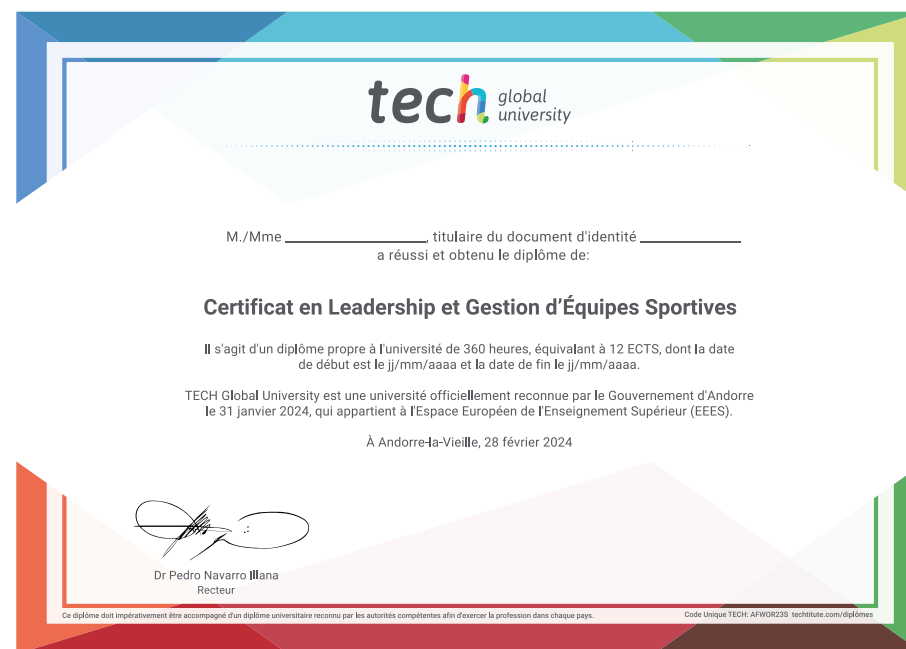 tech global university
M./Mme ____________________, titulaire du document d'identité ______________
a réussi et obtenu le diplôme de:
Certificat en Leadership et Gestion d'Équipes Sportives
Il s'agit d'un diplôme propre à l'université de 360 heures, équivalant à 12 ECTS, dont la date
de début est le jj/mm/aaaa et la date de fin le jj/mm/aaaa.
TECH Global University est une université officiellement reconnue par le Gouvernement d'Andorre
le 31 janvier 2024, qui appartient à l'Espace Européen de l'Enseignement Supérieur (EEES).
À Andorre-la-Vieille, 28 février 2024
Dr Pedro Navarro Illana
Recteur
Ce diplôme doit impérativement être accompagné d'un diplôme universitaire reconnu par les autorités compétentes afin d'exercer la profession dans chaque pays.
Code Unique TECH: AFWOR23S techtitute.com/diplômes